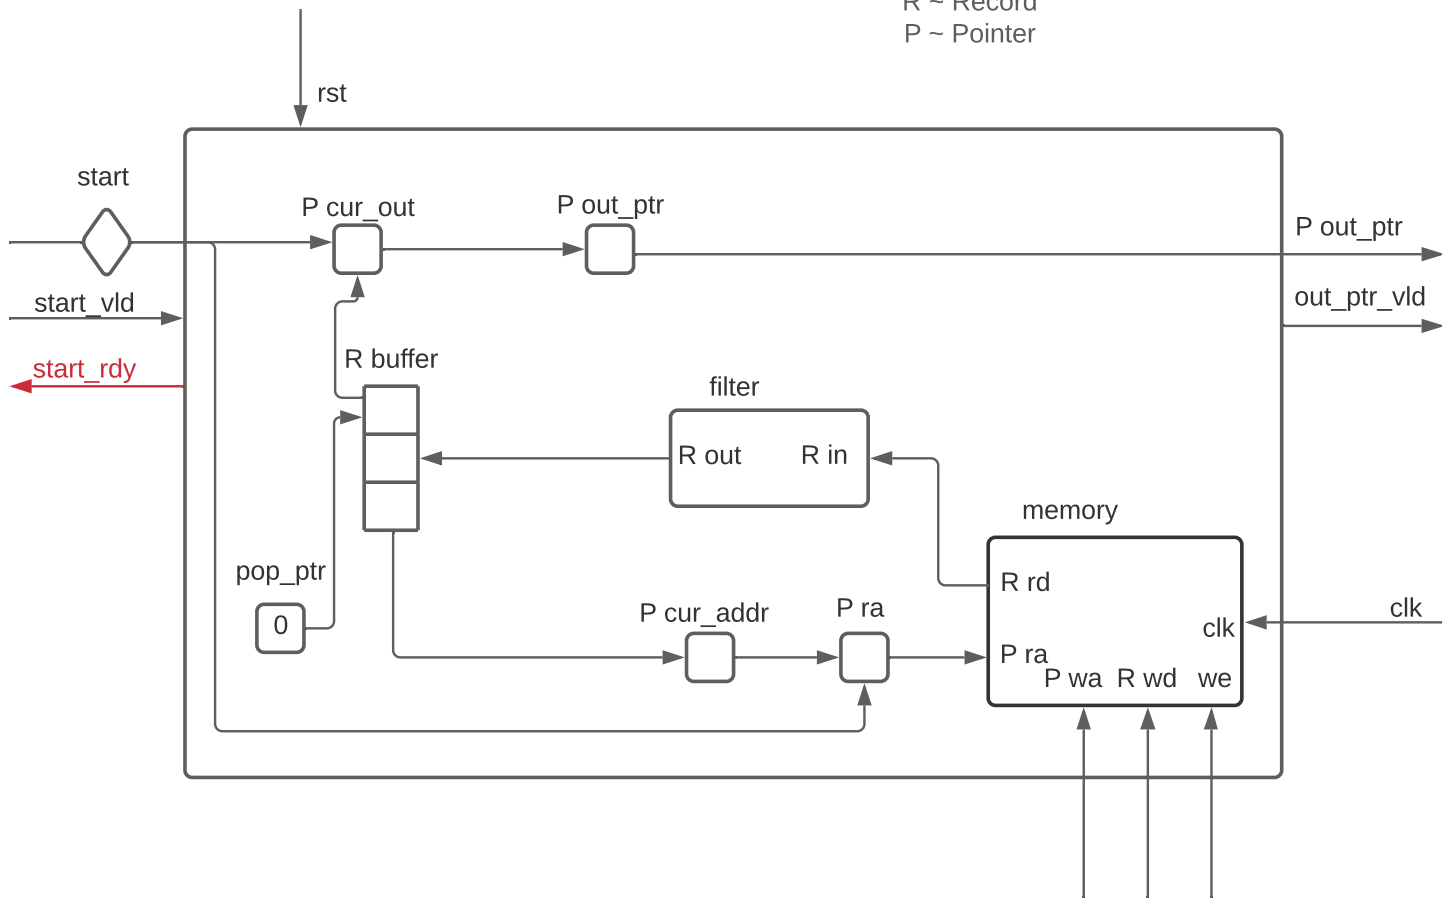 R ~ Record
P ~ Pointer
rst
start
P cur_out
P out_ptr
P out_ptr
start_vld
out_ptr_vld
start_rdy
R buffer
filter
R out
R in
memory
pop_ptr
R rd
0
P cur_addr
P ra
clk
clk
P ra
P wa
R wd
we